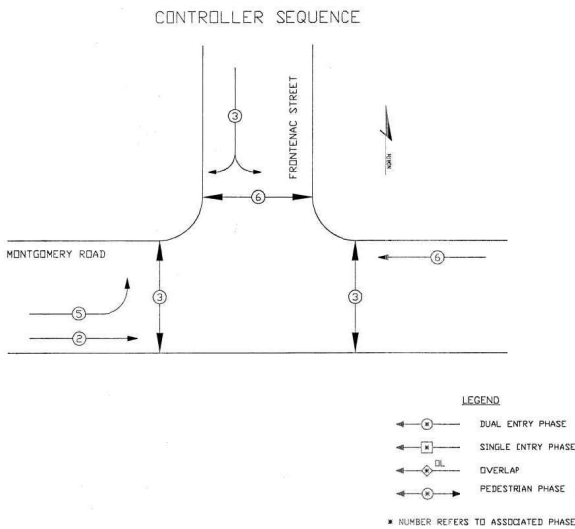 CONTROLLER SEQUENCE
3
FRONTENAC STREET
NORTH
6
MONTGOMERY ROAD
6
3
3
5
2
LEGEND
* DUAL ENTRY PHASE
* SINGLE ENTRY PHASE
* OL OVERLAP
* PEDESTRIAN PHASE
* NUMBER REFERS TO ASSOCIATED PHASE